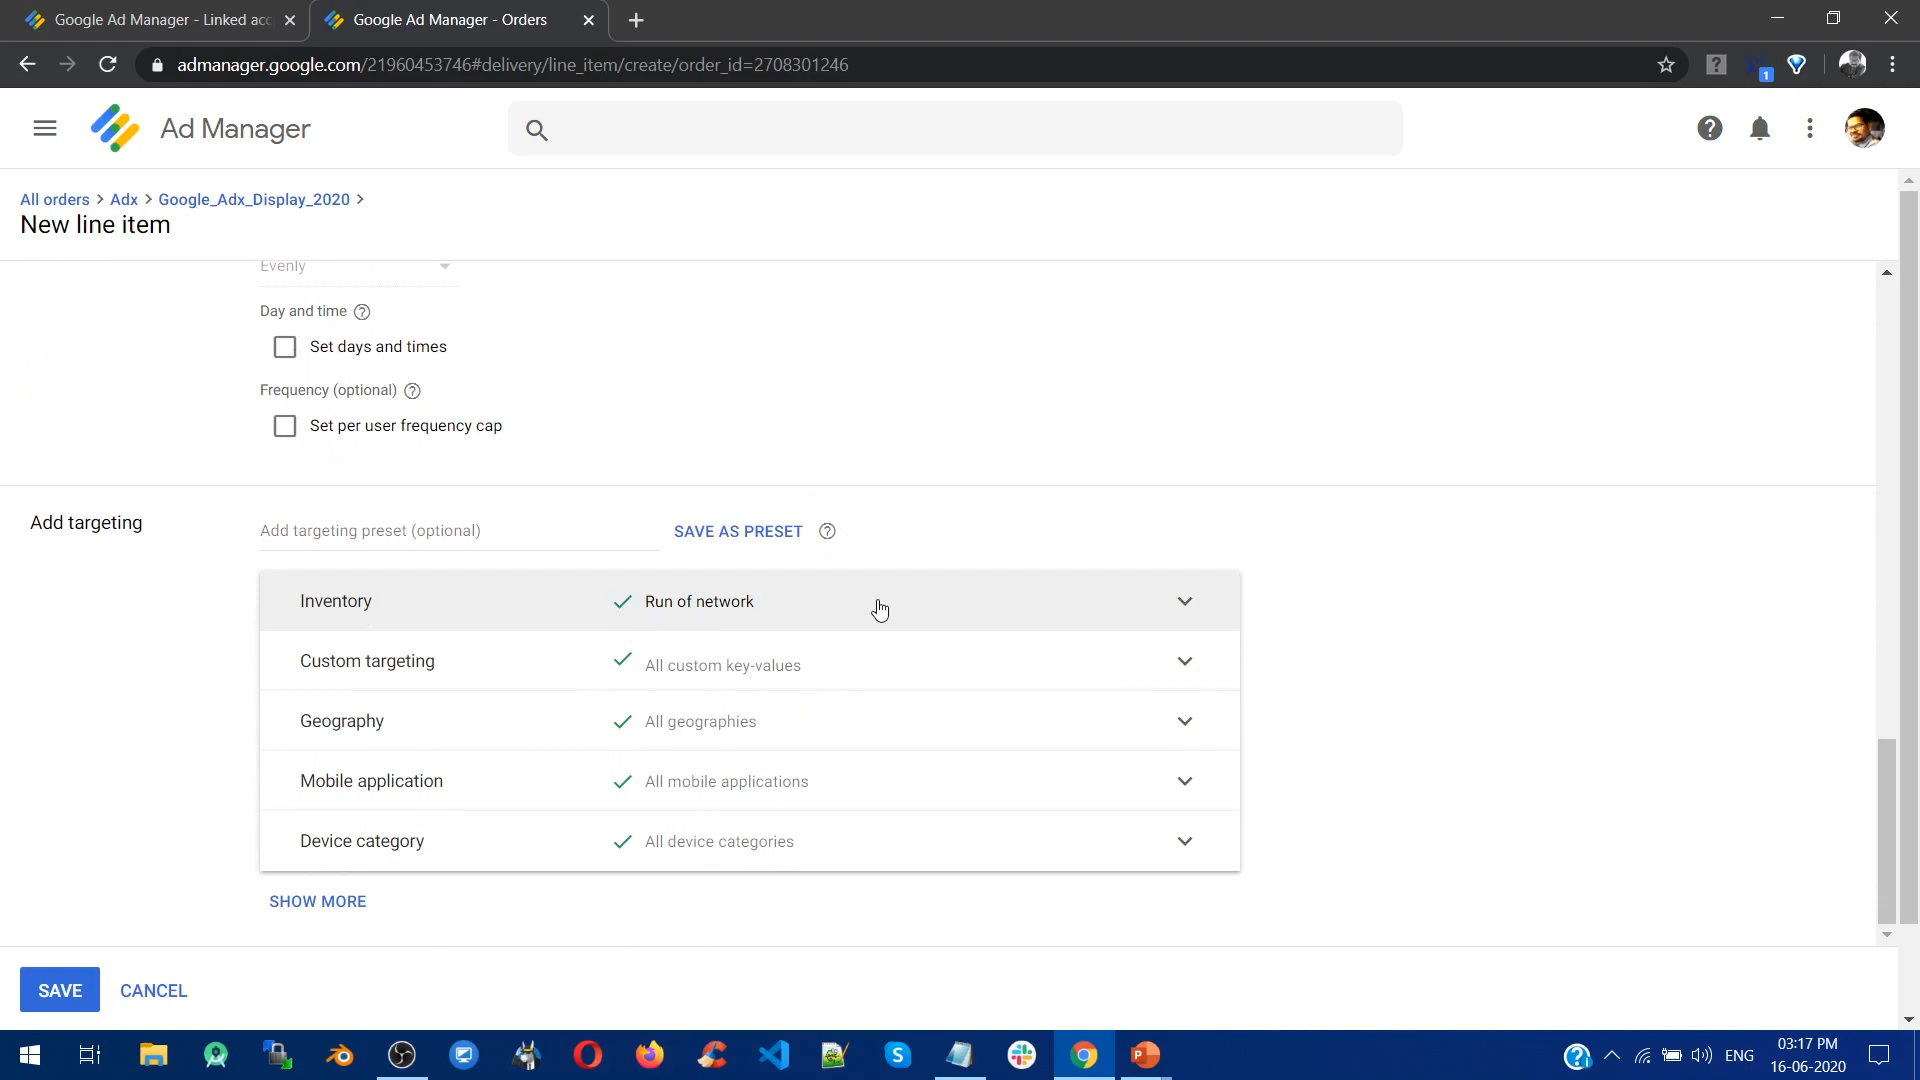 Google Ad Manager - Linked acc
Google Ad Manager - Orders
admanager.google.com/21960453746#delivery/line_item/create/order_id=2708301246
1
Ad Manager
All orders > Adx > Google_Adx_Display_2020 >
New line item
Evenly
Day and time
Set days and times
Frequency (optional)
Set per user frequency cap
Add targeting
Add targeting preset (optional)
SAVE AS PRESET
Inventory
Run of network
Custom targeting
All custom key-values
Geography
All geographies
Mobile application
All mobile applications
Device category
All device categories
SHOW MORE
SAVE
CANCEL
ENG
03:17 PM
16-06-2020